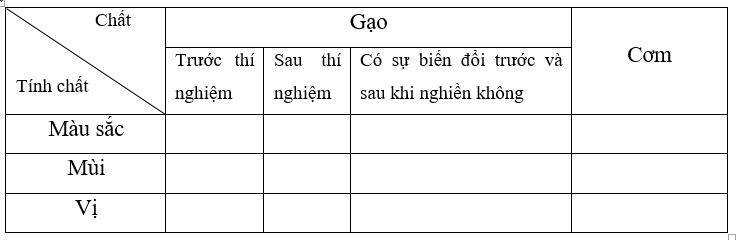 Chất
Tính chất
Gạo
Cơm
Trước thí
nghiệm
Sau thí
nghiệm
Có sự biến đổi trước và
sau khi nghiền không
Màu sắc
Mùi
Vị